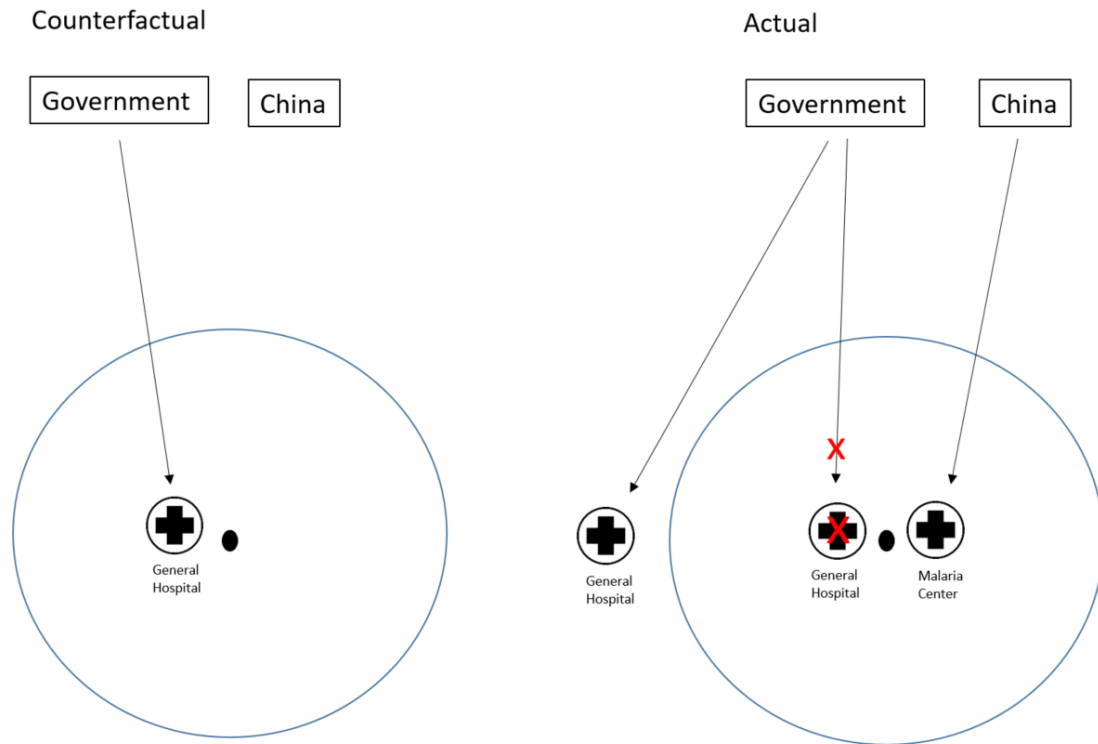 Counterfactual
Actual
Government
China
Government
China
X
X
General
Hospital
General
Hospital
General
Hospital
Malaria
Center